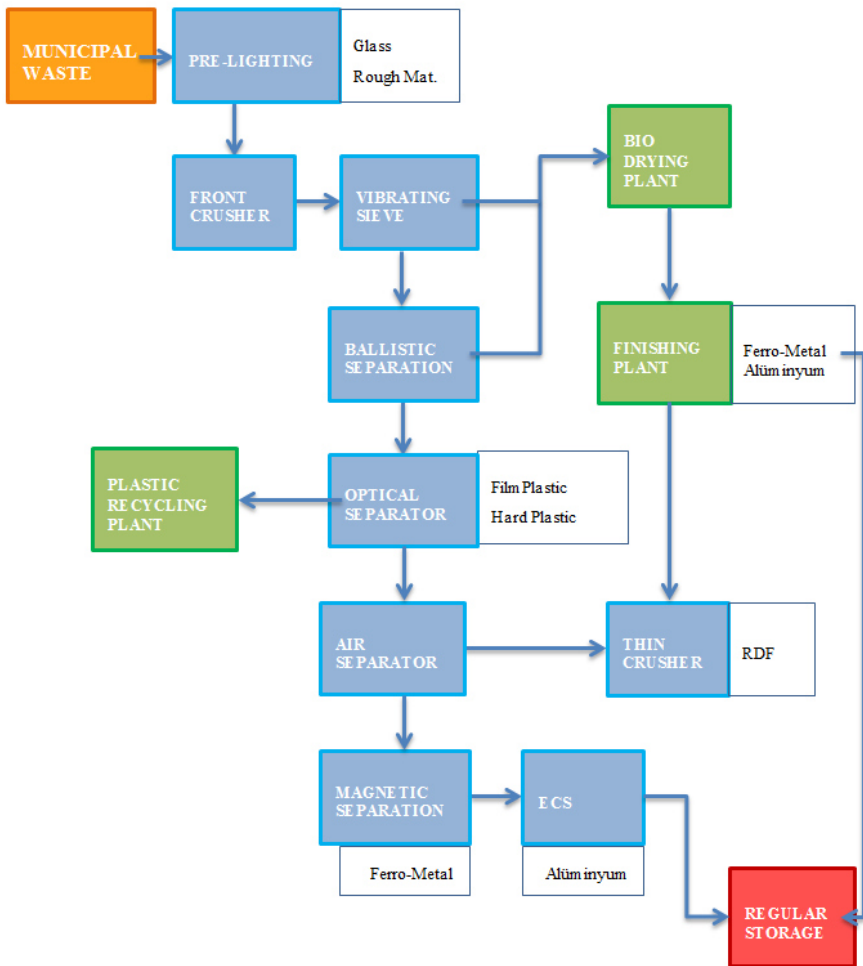 MUNICIPAL
WASTE
PRE-LIGHTING
Glass
Rough Mat.
FRONT
CRUSHER
VIBRATING
SIEVE
BIO
DRYING
PLANT
BALLISTIC
SEPARATION
FINISHING
PLANT
Ferro-Metal
Alüminyum
PLASTIC
RECYCLING
PLANT
OPTICAL
SEPARATOR
Film Plastic
Hard Plastic
AIR
SEPARATOR
THIN
CRUSHER
RDF
MAGNETIC
SEPARATION
ECS
Ferro-Metal
Alüminyum
REGULAR
STORAGE